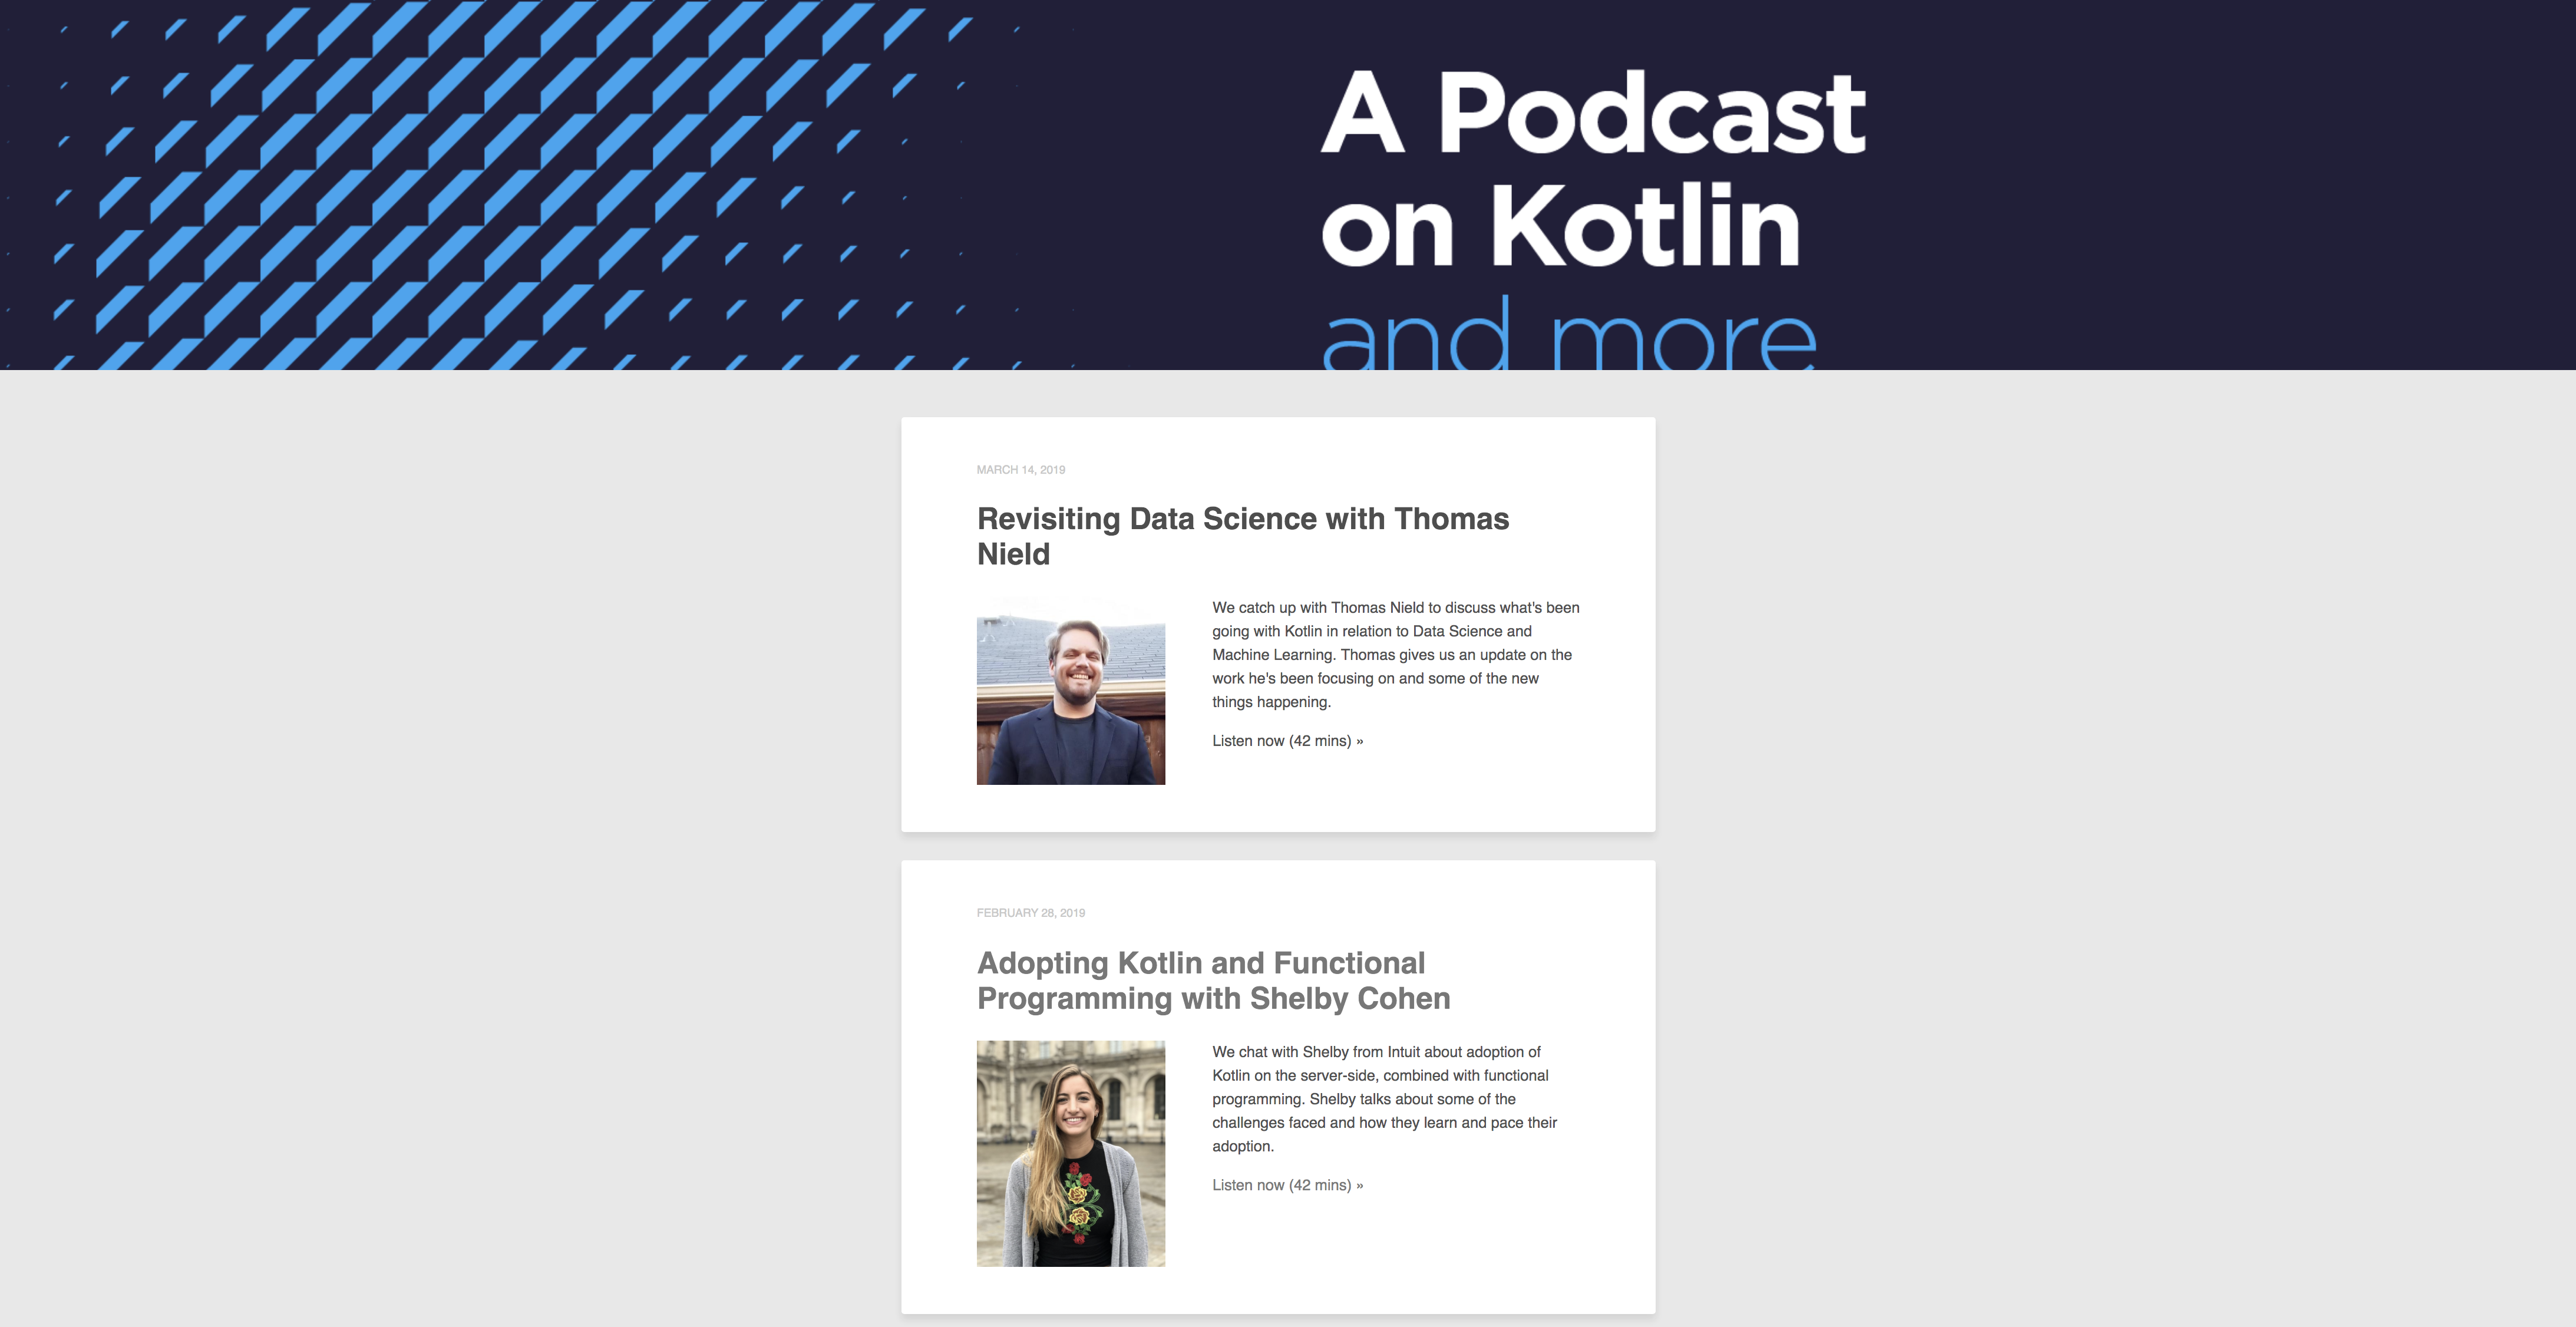 A Podcast
on Kotlin
and more
MARCH 14, 2019
Revisiting Data Science with Thomas
Nield
We catch up with Thomas Nield to discuss what's been
going with Kotlin in relation to Data Science and
Machine Learning. Thomas gives us an update on the
work he's been focusing on and some of the new
things happening.
Listen now (42 mins) »
FEBRUARY 28, 2019
Adopting Kotlin and Functional
Programming with Shelby Cohen
We chat with Shelby from Intuit about adoption of
Kotlin on the server-side, combined with functional
programming. Shelby talks about some of the
challenges faced and how they learn and pace their
adoption.
Listen now (42 mins) »